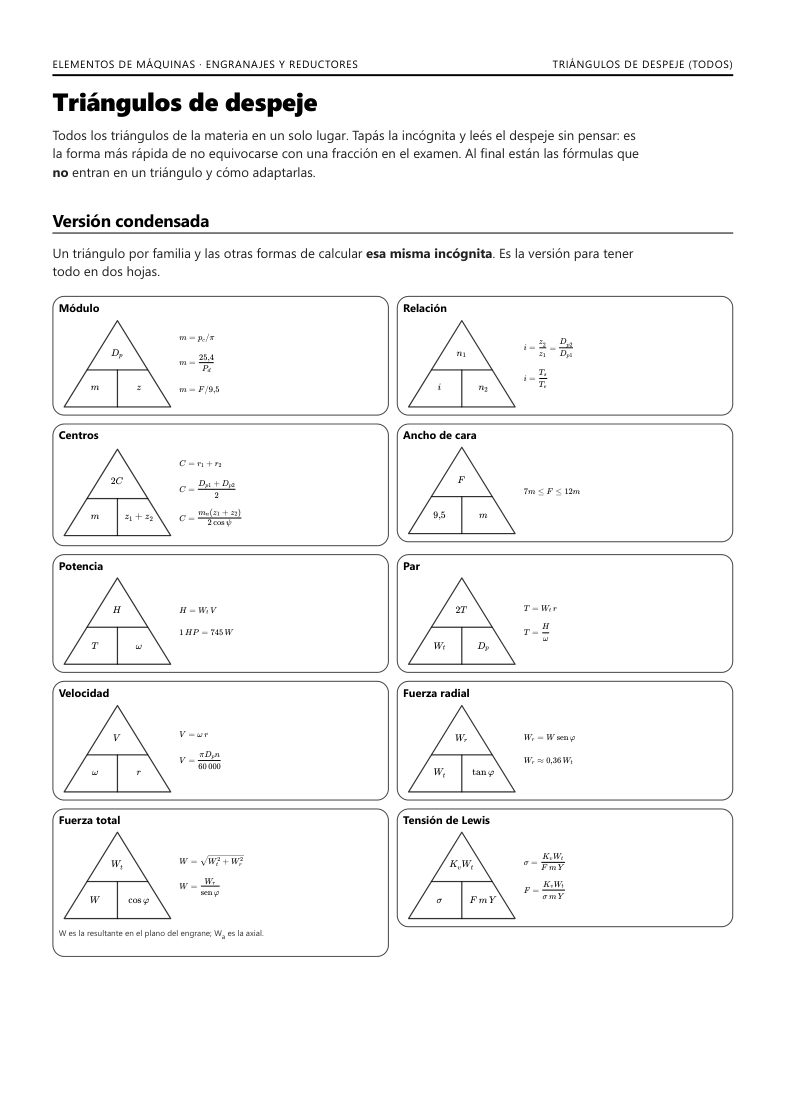 ELEMENTOS DE MÁQUINAS · ENGRANAJES Y REDUCTORES
TRIÁNGULOS DE DESPEJE (TODOS)
Triángulos de despeje
Todos los triángulos de la materia en un solo lugar. Tapás la incógnita y leés el despeje sin pensar: es
la forma más rápida de no equivocarse con una fracción en el examen. Al final están las fórmulas que
no entran en un triángulo y cómo adaptarlas.
Versión condensada
Un triángulo por familia y las otras formas de calcular esa misma incógnita. Es la versión para tener
todo en dos hojas.
Módulo
D_p
m z
m = p_c/π
m = 25,4/P_d
m = F/9,5
Relación
n_1
i n_2
i = z_2/z_1 = D_p2/D_p1
i = T_s/T_e
Centros
2C
m z_1 + z_2
C = r_1 + r_2
C = (D_p1 + D_p2)/2
C = m_n(z_1 + z_2)/(2 cos ψ)
Ancho de cara
F
9,5 m
7m ≤ F ≤ 12m
Potencia
H
T ω
H = W_t V
1 HP = 745 W
Par
2T
W_t D_p
T = W_t r
T = H/ω
Velocidad
V
ω r
V = ω r
V = πD_p n/60 000
Fuerza radial
W_r
W_t tan φ
W_r = W sen φ
W_r ≈ 0,36 W_t
Fuerza total
W_t
W cos φ
W = √(W_t² + W_r²)
W = W_r/sen φ
W es la resultante en el plano del engrane; W_a es la axial.
Tensión de Lewis
K_v W_t
σ F m Y
σ = K_v W_t/(F m Y)
F = K_v W_t/(σ m Y)